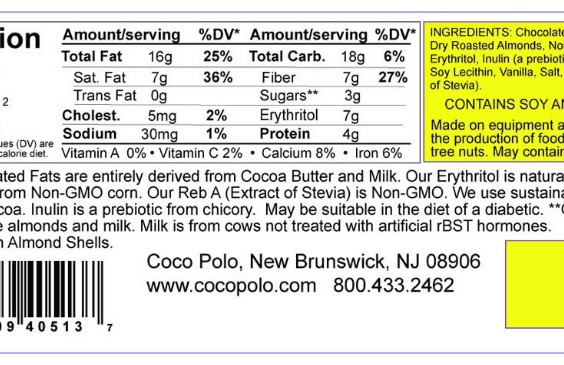 ion
Amount/serving %DV* Amount/serving %DV*
Total Fat 16g 25% Total Carb. 18g 6%
Sat. Fat 7g 36% Fiber 7g 27%
Trans Fat 0g Sugars** 3g
2
Cholest. 5mg 2% Erythritol 7g
Sodium 30mg 1% Protein 4g
ues (DV) are
calorie diet.
Vitamin A 0% • Vitamin C 2% • Calcium 8% • Iron 6%
INGREDIENTS: Chocolate
Dry Roasted Almonds, No
Erythritol, Inulin (a prebiot
Soy Lecithin, Vanilla, Salt,
of Stevia).
CONTAINS SOY AN
Made on equipment a
the production of food
tree nuts. May contain
ated Fats are entirely derived from Cocoa Butter and Milk. Our Erythritol is natura
rom Non-GMO corn. Our Reb A (Extract of Stevia) is Non-GMO. We use sustaina
coa. Inulin is a prebiotic from chicory. May be suitable in the diet of a diabetic. **
e almonds and milk. Milk is from cows not treated with artificial rBST hormones.
n Almond Shells.
Coco Polo, New Brunswick, NJ 08906
www.cocopolo.com 800.433.2462
09 40513 7